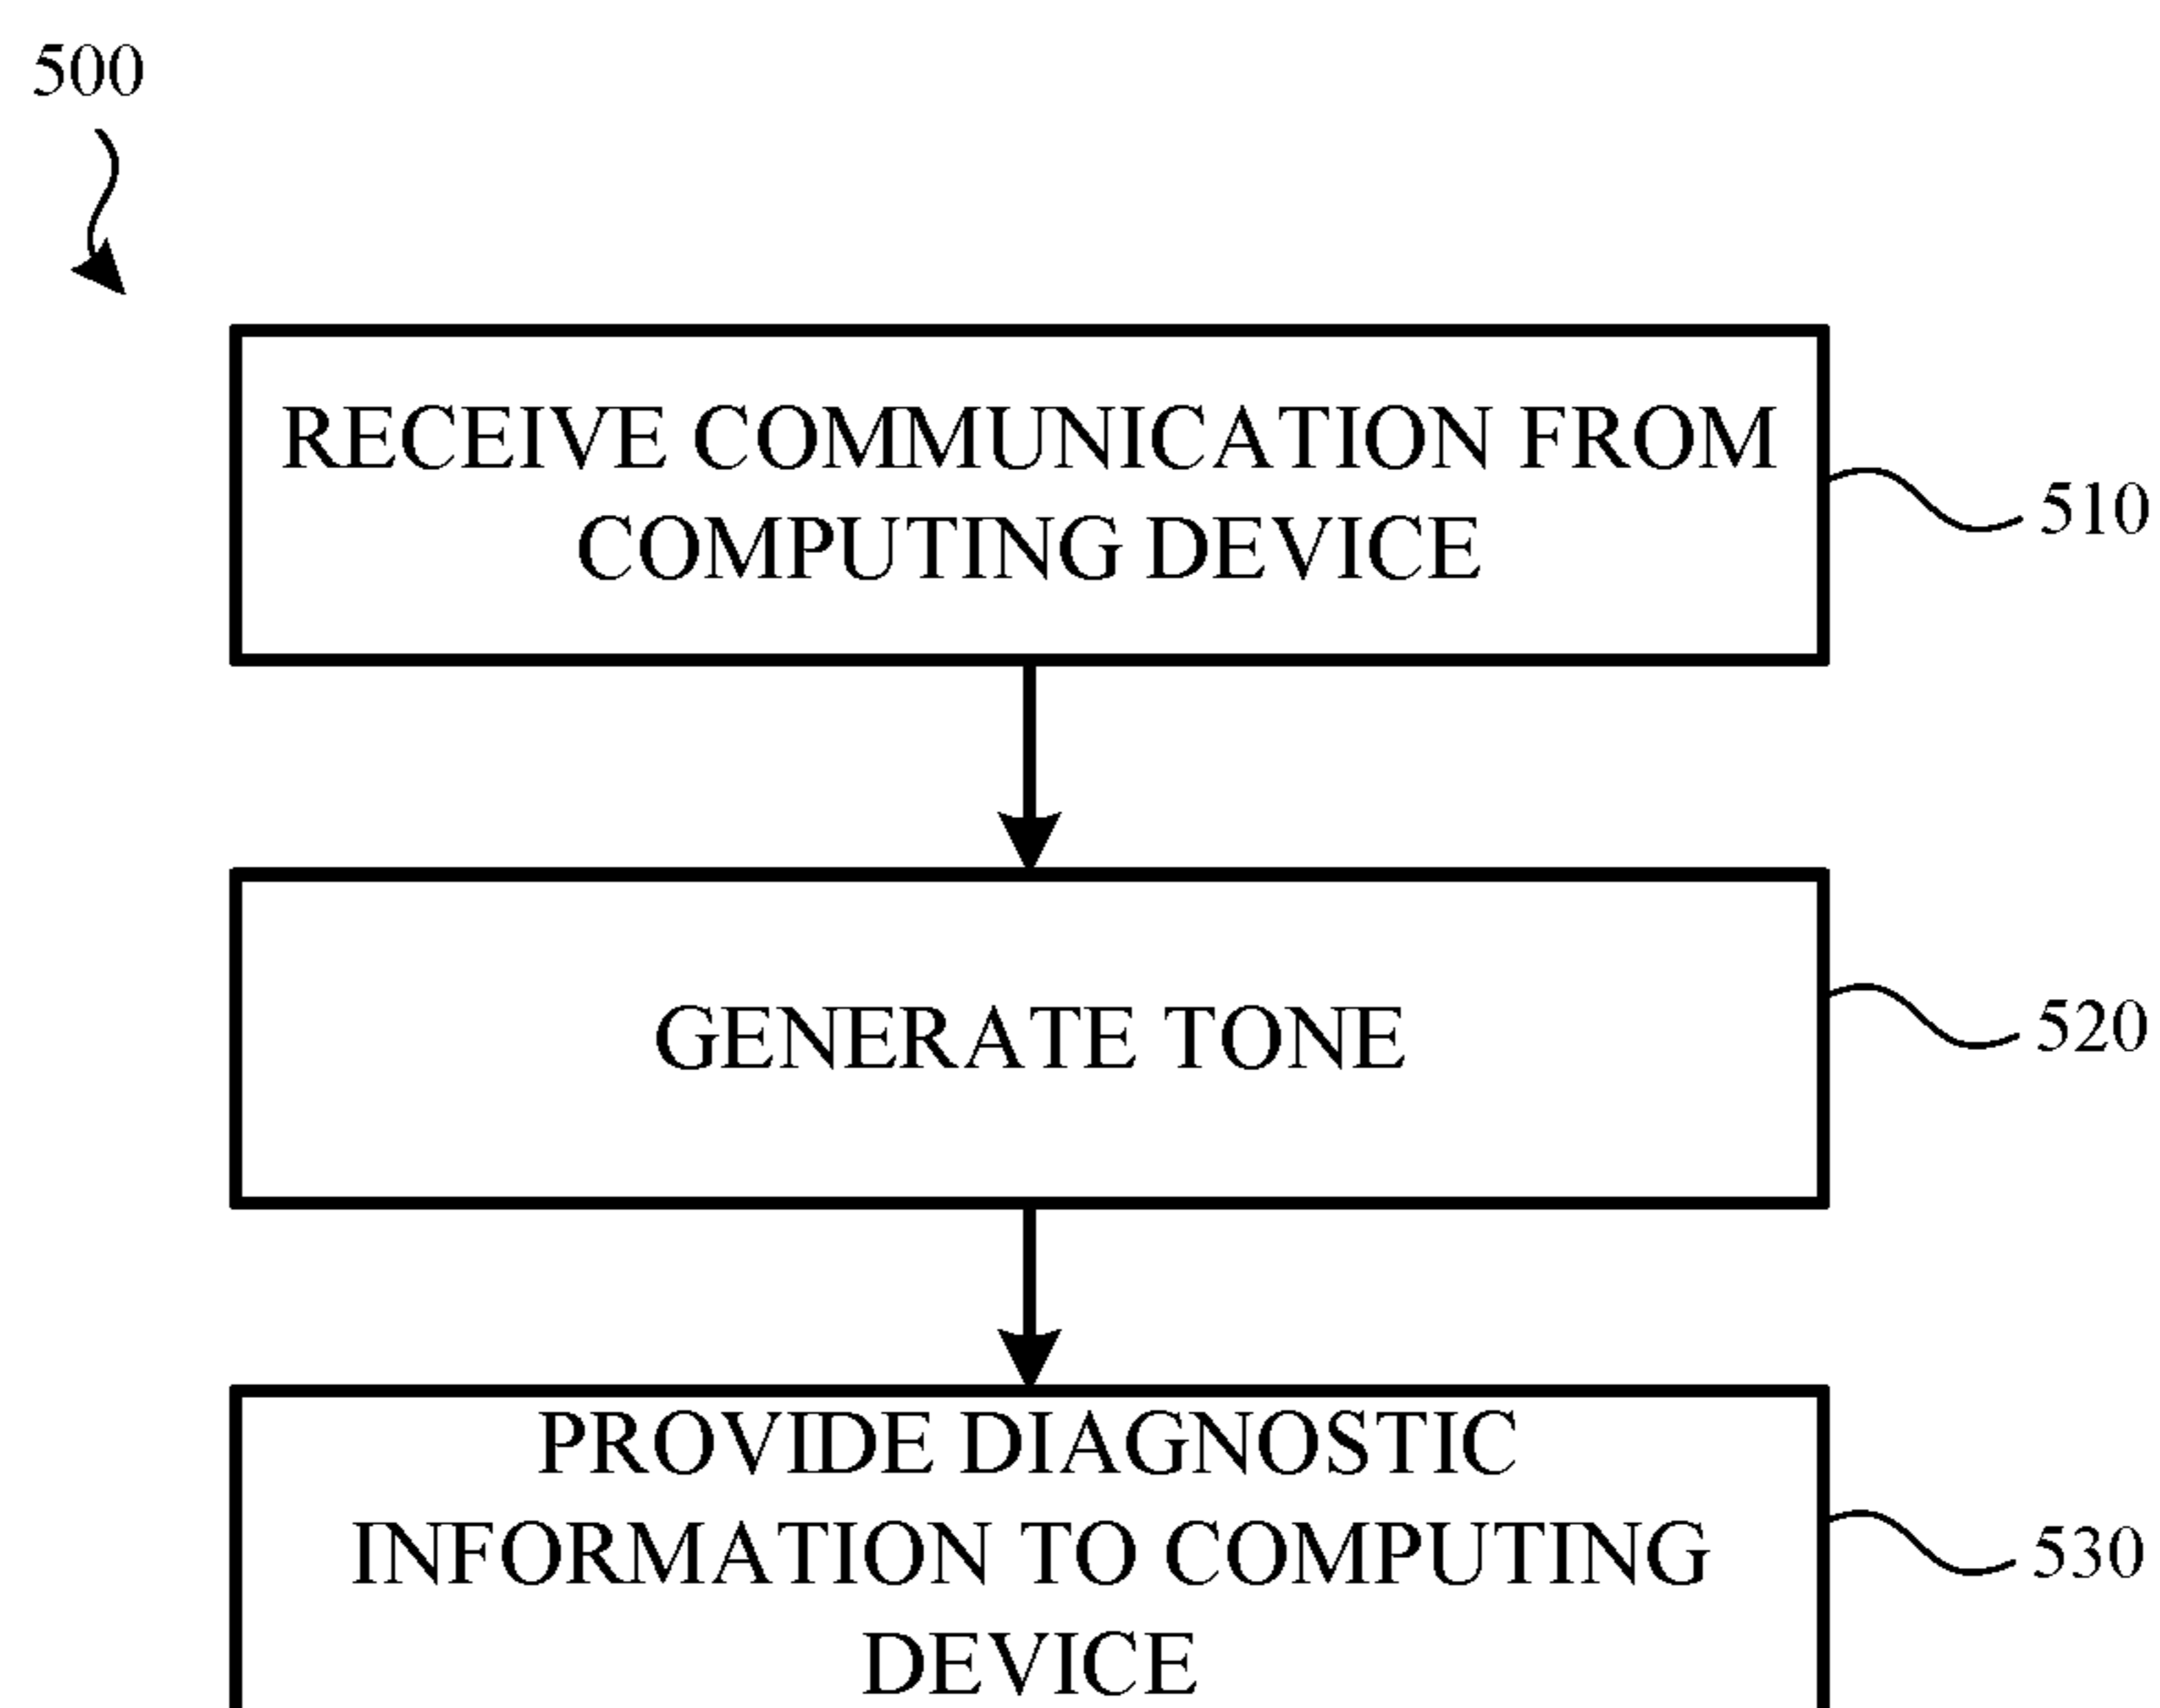 500
RECEIVE COMMUNICATION FROM
COMPUTING DEVICE
510
GENERATE TONE
520
PROVIDE DIAGNOSTIC
INFORMATION TO COMPUTING
DEVICE
530